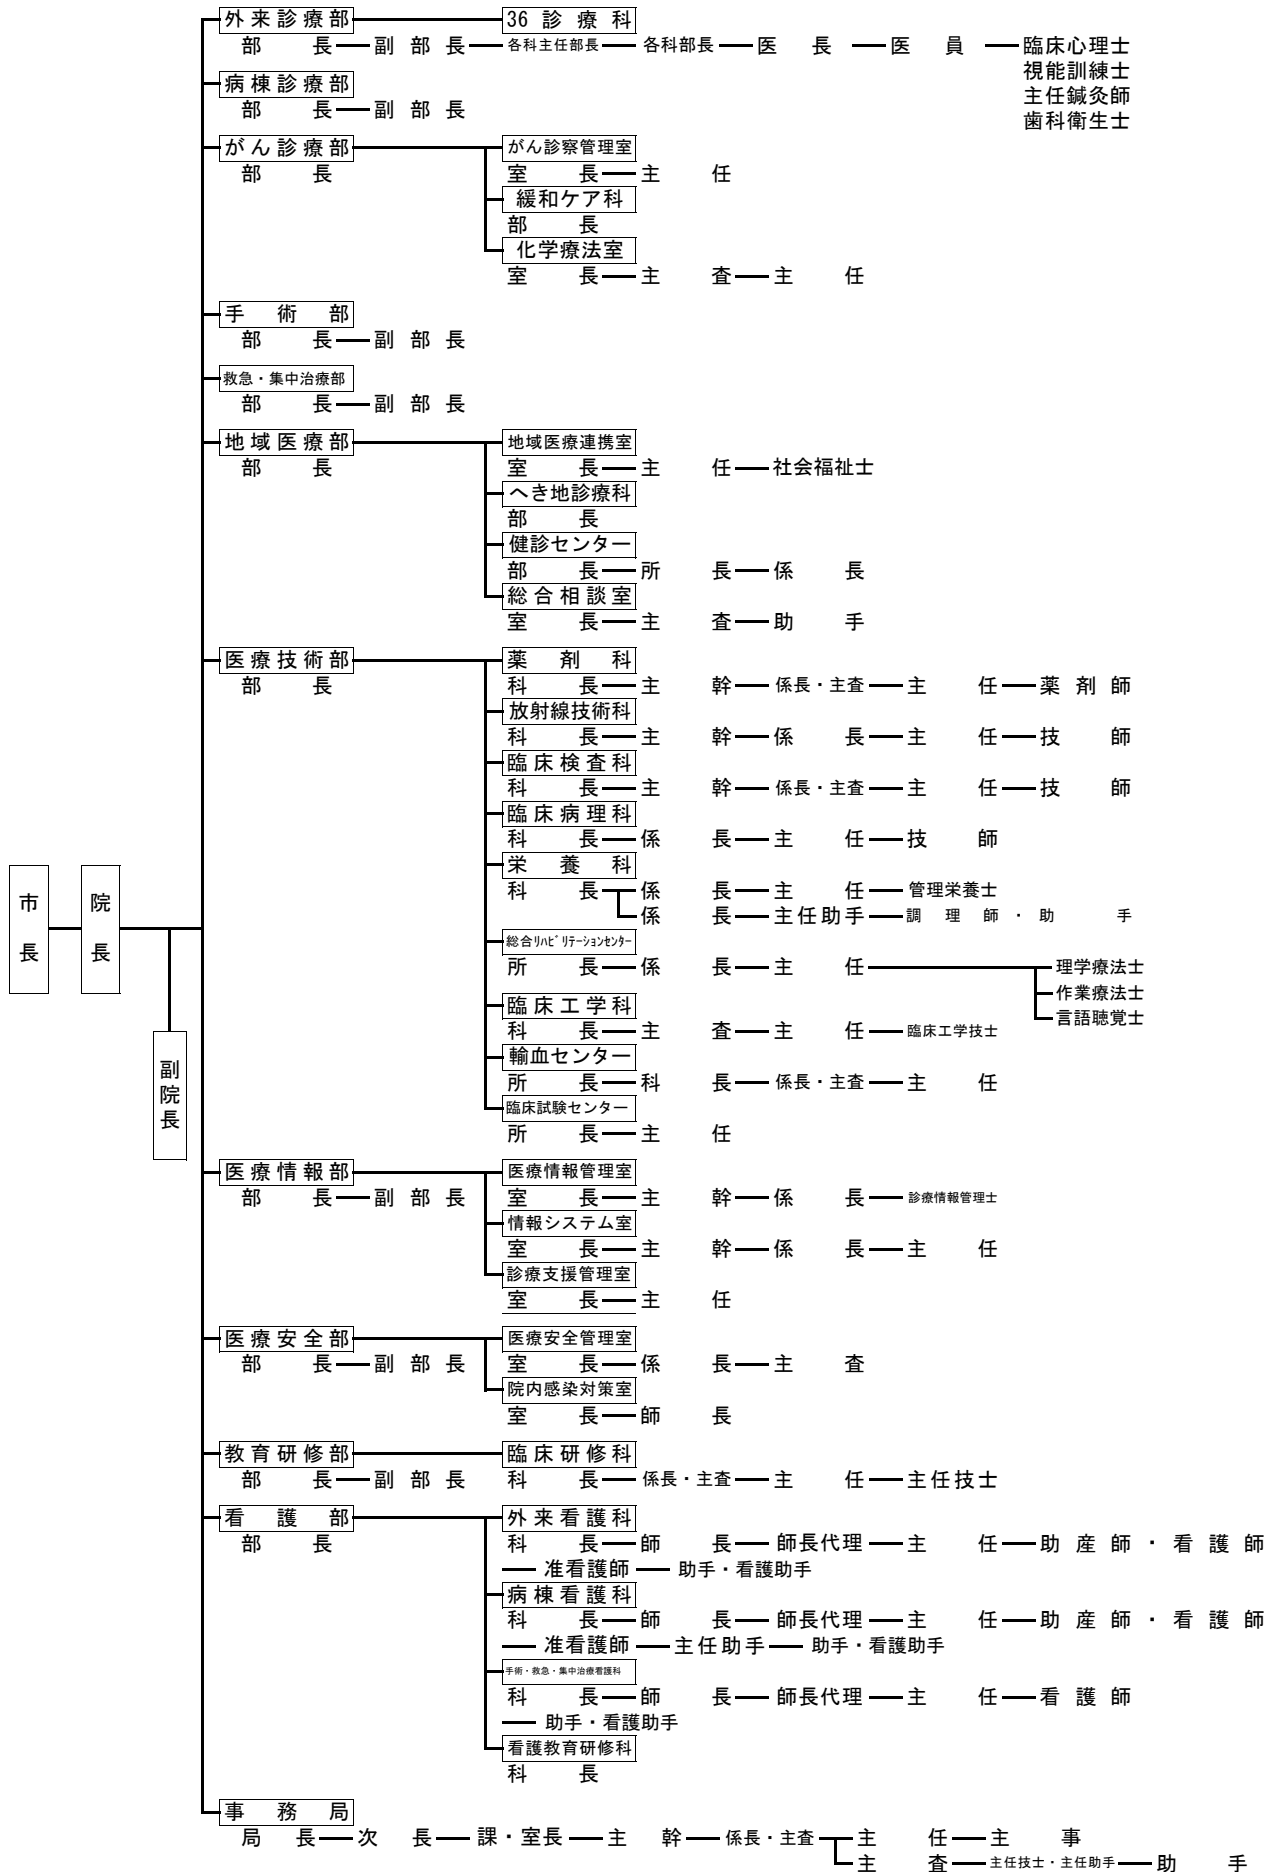 外来診療部 36診療科
部長 副部長 各科主任部長 各科部長 医長 医員 臨床心理士
視能訓練士
病棟診療部
主任鍼灸師
部長 副部長
歯科衛生士
がん診療部 がん診察管理室
部長 室長 主任
緩和ケア科
部長
化学療法室
室長 主査 主任
手術部
部長 副部長
救急・集中治療部
部長 副部長
地域医療部 地域医療連携室
部長 室長 主任 社会福祉士
へき地診療科
部長
健診センター
部長 所長 係長
総合相談室
室長 主査 助手
医療技術部 薬剤科
部長 科長 主幹 係長・主査 主任 薬剤師
放射線技術科
科長 主幹 係長 主任 技師
臨床検査科
科長 主幹 係長・主査 主任 技師
臨床病理科
科長 係長 主任 技師
栄養科
科長 係長 主任 管理栄養士
係長 主任助手 調理師・助手
市長 院長
副院長
総合ﾘﾊﾋﾞﾘﾃｰｼｮﾝｾﾝﾀｰ
所長 係長 主任 理学療法士
作業療法士
言語聴覚士
臨床工学科
科長 主査 主任 臨床工学技士
輸血センター
所長 科長 係長・主査 主任
臨床試験センター
所長 主任
医療情報部 医療情報管理室
部長 副部長 室長 主幹 係長 診療情報管理士
情報システム室
室長 主幹 係長 主任
診療支援管理室
室長 主任
医療安全部 医療安全管理室
部長 副部長 室長 係長 主査
院内感染対策室
室長 師長
教育研修部 臨床研修科
部長 副部長 科長 係長・主査 主任 主任技士
看護部 外来看護科
部長 科長 師長 師長代理 主任 助産師・看護師
准看護師 助手・看護助手
病棟看護科
科長 師長 師長代理 主任 助産師・看護師
准看護師 主任助手 助手・看護助手
手術・救急・集中治療看護科
科長 師長 師長代理 主任 看護師
助手・看護助手
看護教育研修科
科長
事務局
局長 次長 課・室長 主幹 係長・主査 主任 主事
主査 主任技士・主任助手 助手